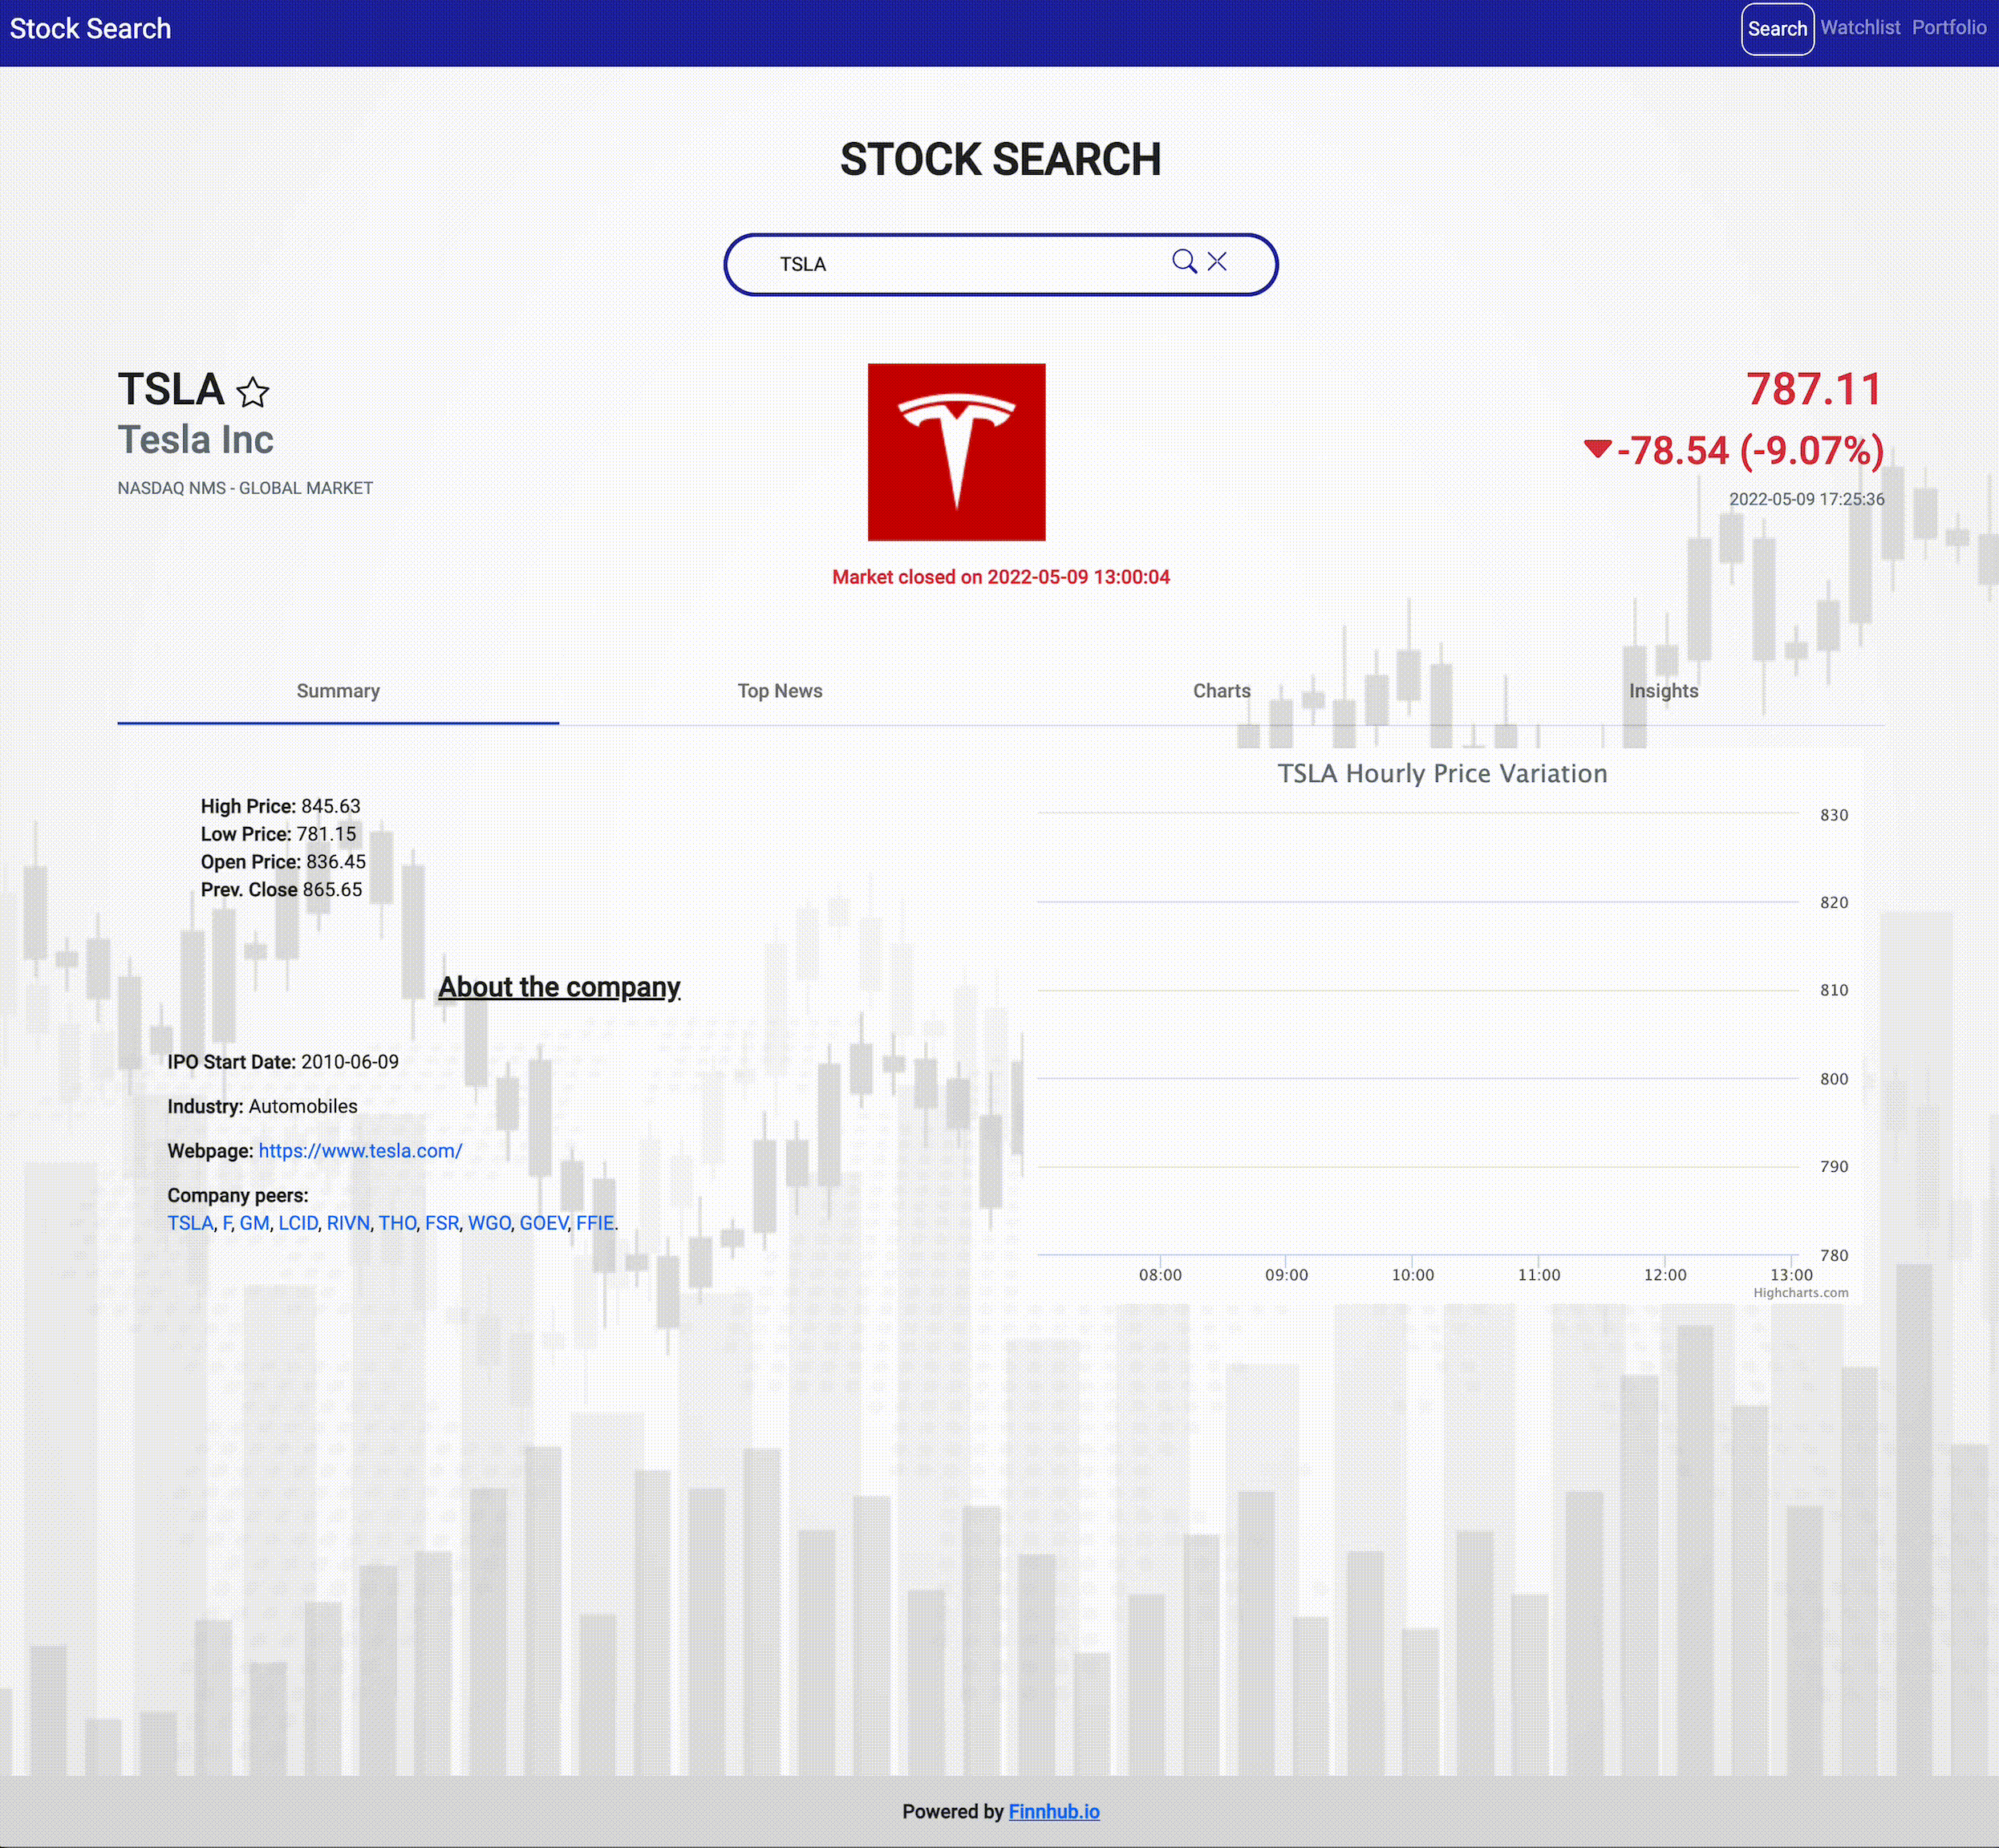 Stock Search
Search Watchlist Portfolio
STOCK SEARCH
TSLA
TSLA
Tesla Inc
NASDAQ NMS - GLOBAL MARKET
787.11
-78.54 (-9.07%)
2022-05-09 17:25:36
Market closed on 2022-05-09 13:00:04
Summary Top News Charts Insights
High Price: 845.63
Low Price: 781.15
Open Price: 836.45
Prev. Close 865.65
About the company
IPO Start Date: 2010-06-09
Industry: Automobiles
Webpage: https://www.tesla.com/
Company peers:
TSLA, F, GM, LCID, RIVN, THO, FSR, WGO, GOEV, FFIE.
TSLA Hourly Price Variation
830
820
810
800
790
780
08:00 09:00 10:00 11:00 12:00 13:00
Highcharts.com
Powered by Finnhub.io